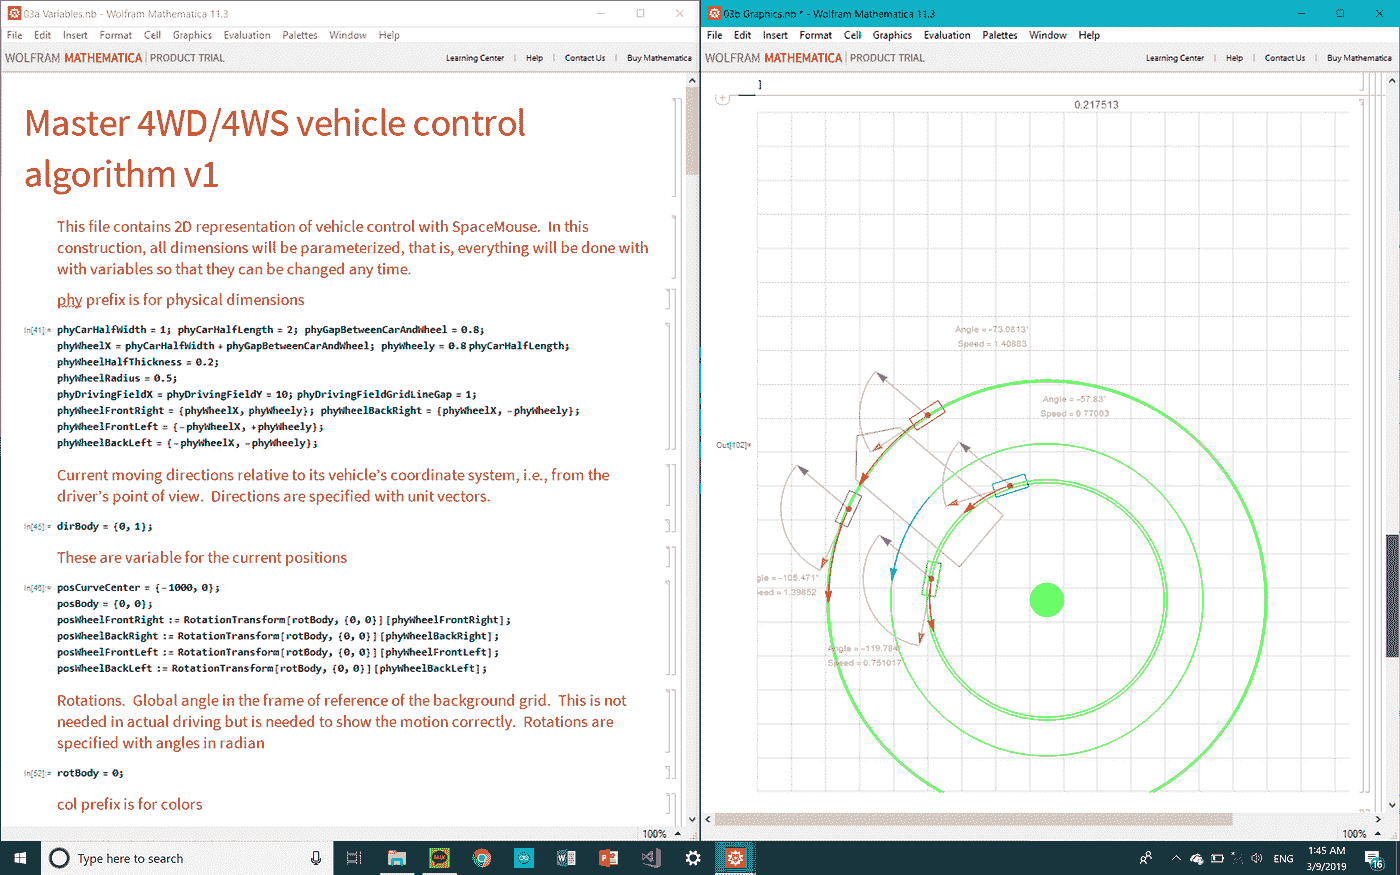 03a Variables.nb - Wolfram Mathematica 11.3
File Edit Insert Format Cell Graphics Evaluation Palettes Window Help
WOLFRAM MATHEMATICA | PRODUCT TRIAL
Learning Center | Help | Contact Us | Buy Mathematica
Master 4WD/4WS vehicle control
algorithm v1
This file contains 2D representation of vehicle control with SpaceMouse. In this
construction, all dimensions will be parameterized, that is, everything will be done with
with variables so that they can be changed any time.
phy prefix is for physical dimensions
In[41]:= phyCarHalfWidth = 1; phyCarHalfLength = 2; phyGapBetweenCarAndWheel = 0.8;
phyWheelX = phyCarHalfWidth + phyGapBetweenCarAndWheel; phyWheely = 0.8 phyCarHalfLength;
phyWheelHalfThickness = 0.2;
phyWheelRadius = 0.5;
phyDrivingFieldX = phyDrivingFieldY = 10; phyDrivingFieldGridLineGap = 1;
phyWheelFrontRight = {phyWheelX, phyWheely}; phyWheelBackRight = {phyWheelX, -phyWheely};
phyWheelFrontLeft = {-phyWheelX, +phyWheely};
phyWheelBackLeft = {-phyWheelX, -phyWheely};
Current moving directions relative to its vehicle's coordinate system, i.e., from the
driver's point of view. Directions are specified with unit vectors.
In[45]:= dirBody = {0, 1};
These are variable for the current positions
In[46]:= posCurveCenter = {-1000, 0};
posBody = {0, 0};
posWheelFrontRight := RotationTransform[rotBody, {0, 0}][phyWheelFrontRight];
posWheelBackRight := RotationTransform[rotBody, {0, 0}][phyWheelBackRight];
posWheelFrontLeft := RotationTransform[rotBody, {0, 0}][phyWheelFrontLeft];
posWheelBackLeft := RotationTransform[rotBody, {0, 0}][phyWheelBackLeft];
Rotations. Global angle in the frame of reference of the background grid. This is not
needed in actual driving but is needed to show the motion correctly. Rotations are
specified with angles in radian
In[52]:= rotBody = 0;
col prefix is for colors
100%
03b Graphics.nb * - Wolfram Mathematica 11.3
File Edit Insert Format Cell Graphics Evaluation Palettes Window Help
WOLFRAM MATHEMATICA | PRODUCT TRIAL
Learning Center | Help | Contact Us | Buy Mathematica
]
0.217513
Angle = -73.0813°
Speed = 1.40883
Angle = -57.83°
Speed = 0.77003
Out[102]=
gle = -105.471°
eed = 1.39852
Angle = -119.784°
Speed = 0.751017
100%
Type here to search
ENG
1:45 AM
3/9/2019
16